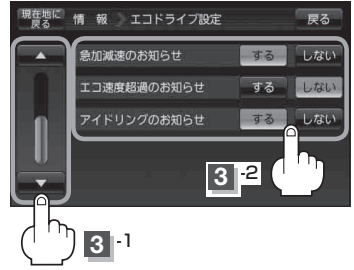 現在地に
戻る
情 報 エコドライブ設定 戻る
急加減速のお知らせ する しない
エコ速度超過のお知らせ する しない
アイドリングのお知らせ する しない
3 -2
3 -1